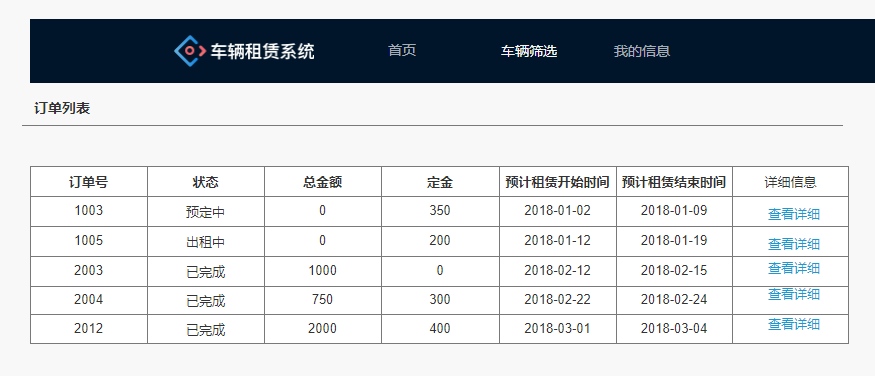 车辆租赁系统 首页 车辆筛选 我的信息
订单列表
订单号 状态 总金额 定金 预计租赁开始时间 预计租赁结束时间 详细信息
1003 预定中 0 350 2018-01-02 2018-01-09 查看详细
1005 出租中 0 200 2018-01-12 2018-01-19 查看详细
2003 已完成 1000 0 2018-02-12 2018-02-15 查看详细
2004 已完成 750 300 2018-02-22 2018-02-24 查看详细
2012 已完成 2000 400 2018-03-01 2018-03-04 查看详细